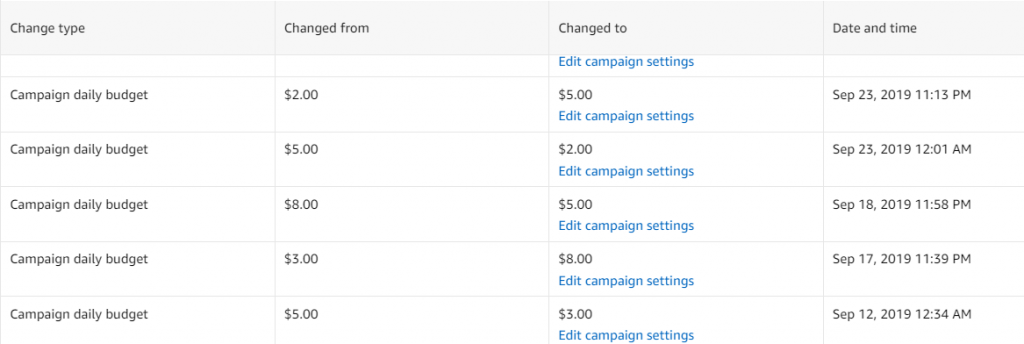 Change type Changed from Changed to Date and time
Edit campaign settings
Campaign daily budget $2.00 $5.00 Sep 23, 2019 11:13 PM
Edit campaign settings
Campaign daily budget $5.00 $2.00 Sep 23, 2019 12:01 AM
Edit campaign settings
Campaign daily budget $8.00 $5.00 Sep 18, 2019 11:58 PM
Edit campaign settings
Campaign daily budget $3.00 $8.00 Sep 17, 2019 11:39 PM
Edit campaign settings
Campaign daily budget $5.00 $3.00 Sep 12, 2019 12:34 AM
Edit campaign settings